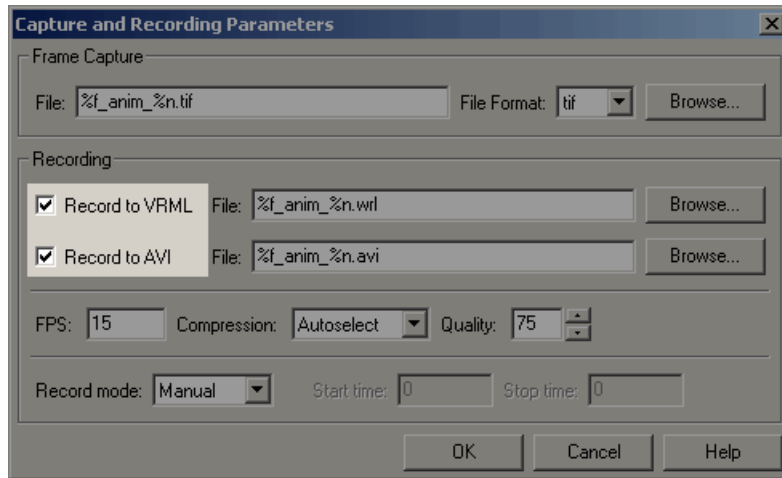 Capture and Recording Parameters
Frame Capture
File: %f_anim_%n.tif File Format: tif Browse...
Recording
Record to VRML File: %f_anim_%n.wrl Browse...
Record to AVI File: %f_anim_%n.avi Browse...
FPS: 15 Compression: Autoselect Quality: 75
Record mode: Manual Start time: 0 Stop time: 0
OK Cancel Help